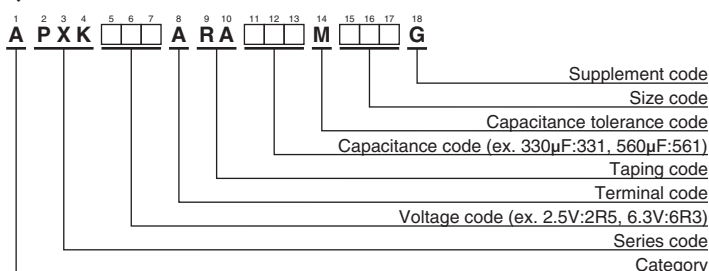 1 2 3 4 5 6 7 8 9 10 11 12 13 14 15 16 17 18
A P X K □□□ A R A □□□ M □□□ G
Supplement code
Size code
Capacitance tolerance code
Capacitance code (ex. 330µF:331, 560µF:561)
Taping code
Terminal code
Voltage code (ex. 2.5V:2R5, 6.3V:6R3)
Series code
Category